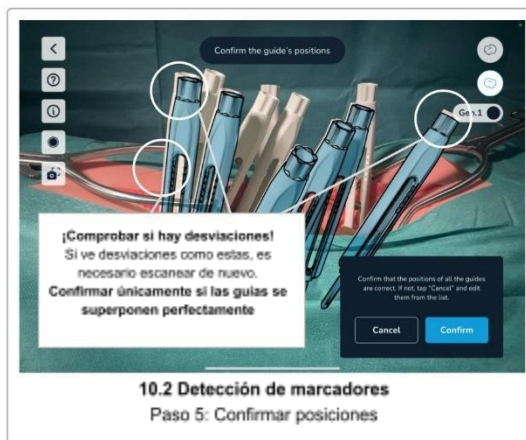 Confirm the guide's positions
Gen.1
¡Comprobar si hay desviaciones!
Si ve desviaciones como estas, es
necesario escanear de nuevo.
Confirmar únicamente si las guías se
superponen perfectamente
Confirm that the positions of all the guides
are correct. If not, tap "Cancel" and edit
them from the list.
Cancel
Confirm
10.2 Detección de marcadores
Paso 5: Confirmar posiciones